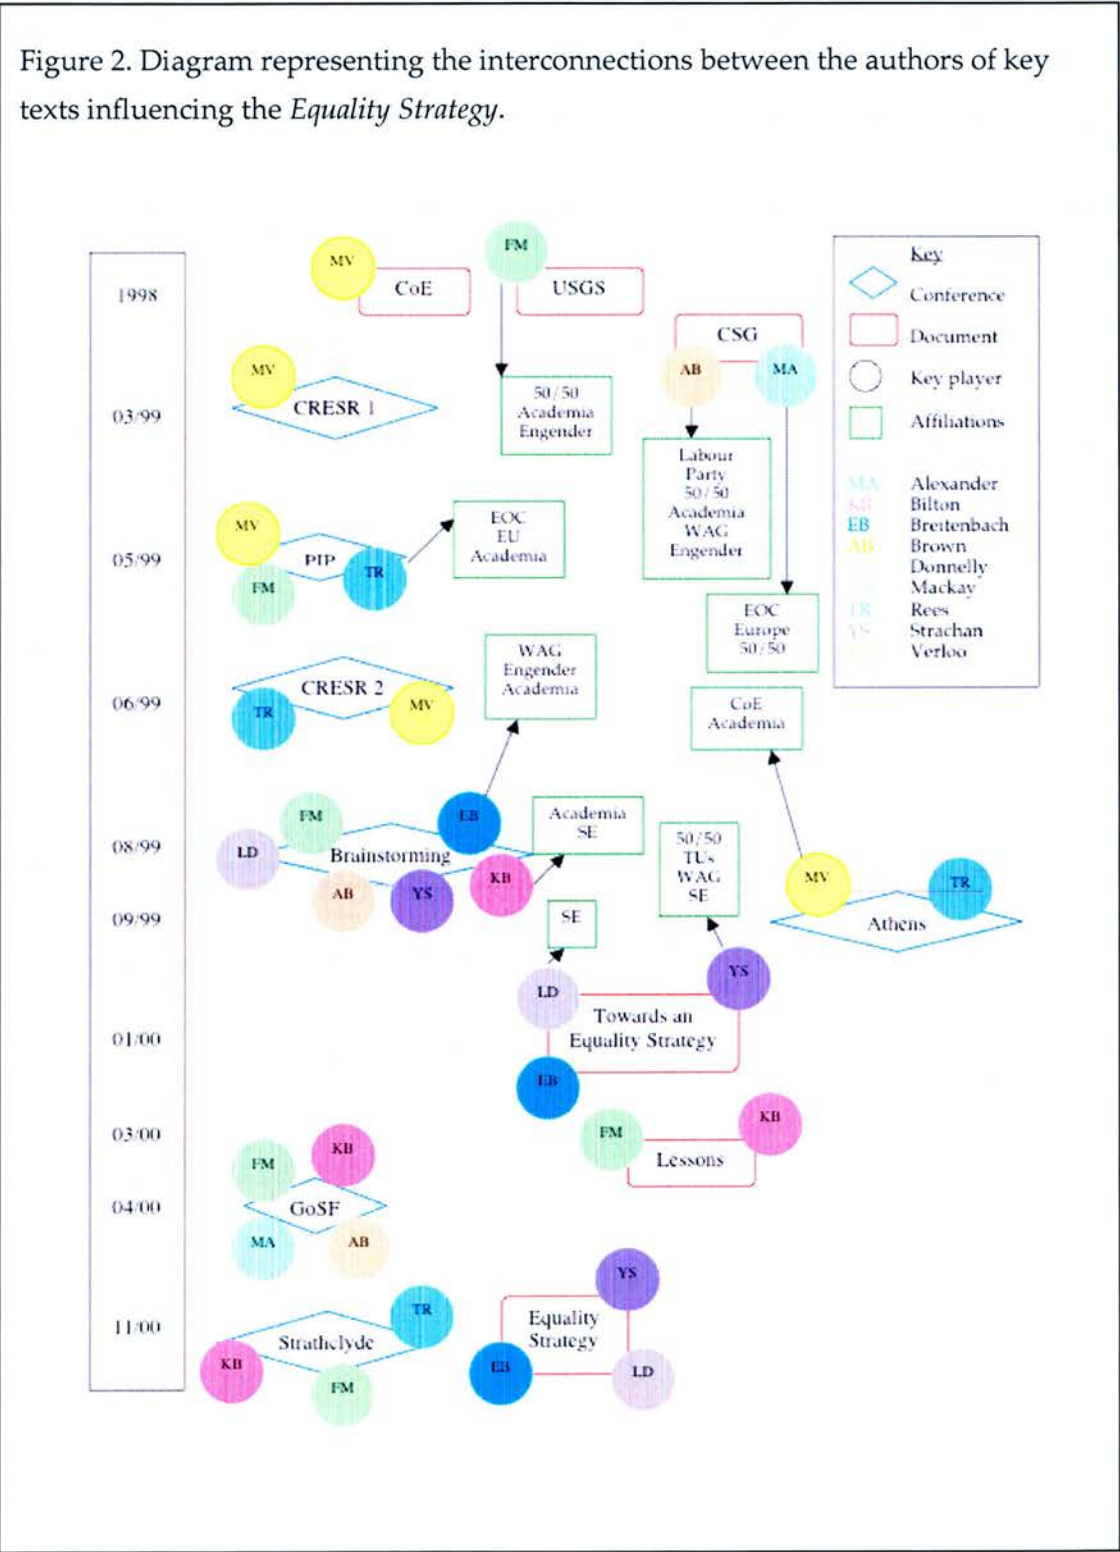 Figure 2. Diagram representing the interconnections between the authors of key
texts influencing the Equality Strategy.
1998
03/99
05/99
06/99
08/99
09/99
01/00
03/00
04/00
11/00
MV
CoE
FM
USGS
CSG
AB
MA
MV
CRESR 1
50/50
Academia
Engender
Labour
Party
50/50
Academia
WAG
Engender
MV
PIP
TR
FM
EOC
EU
Academia
EOC
Europe
50/50
CRESR 2
TR
MV
WAG
Engender
Academia
CoE
Academia
FM
EB
LD
Brainstorming
AB
YS
KB
Academia
SE
50/50
TUs
WAG
SE
SE
MV
TR
Athens
LD
YS
Towards an
Equality Strategy
EB
FM
KB
Lessons
FM
KB
GoSF
MA
AB
TR
Strathclyde
KB
FM
YS
Equality
Strategy
EB
LD
Key
Conference
Document
Key player
Affiliations
MA Alexander
KB Bilton
EB Breitenbach
AB Brown
Donnelly
Mackay
TR Rees
YS Strachan
Verloo